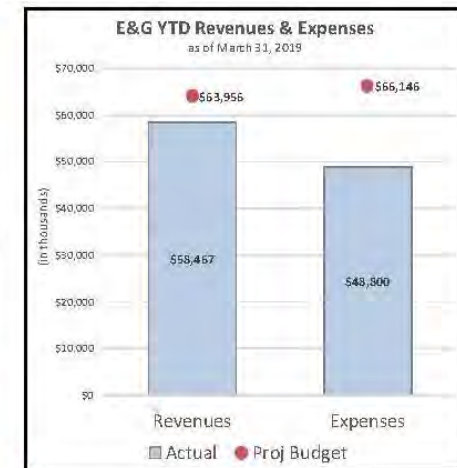 E&G YTD Revenues & Expenses
as of March 31, 2019
$70,000
$60,000
$50,000
$40,000
$30,000
$20,000
$10,000
$0
(in thousands)
$63,956
$66,146
$58,467
$48,800
Revenues
Expenses
Actual
Proj Budget